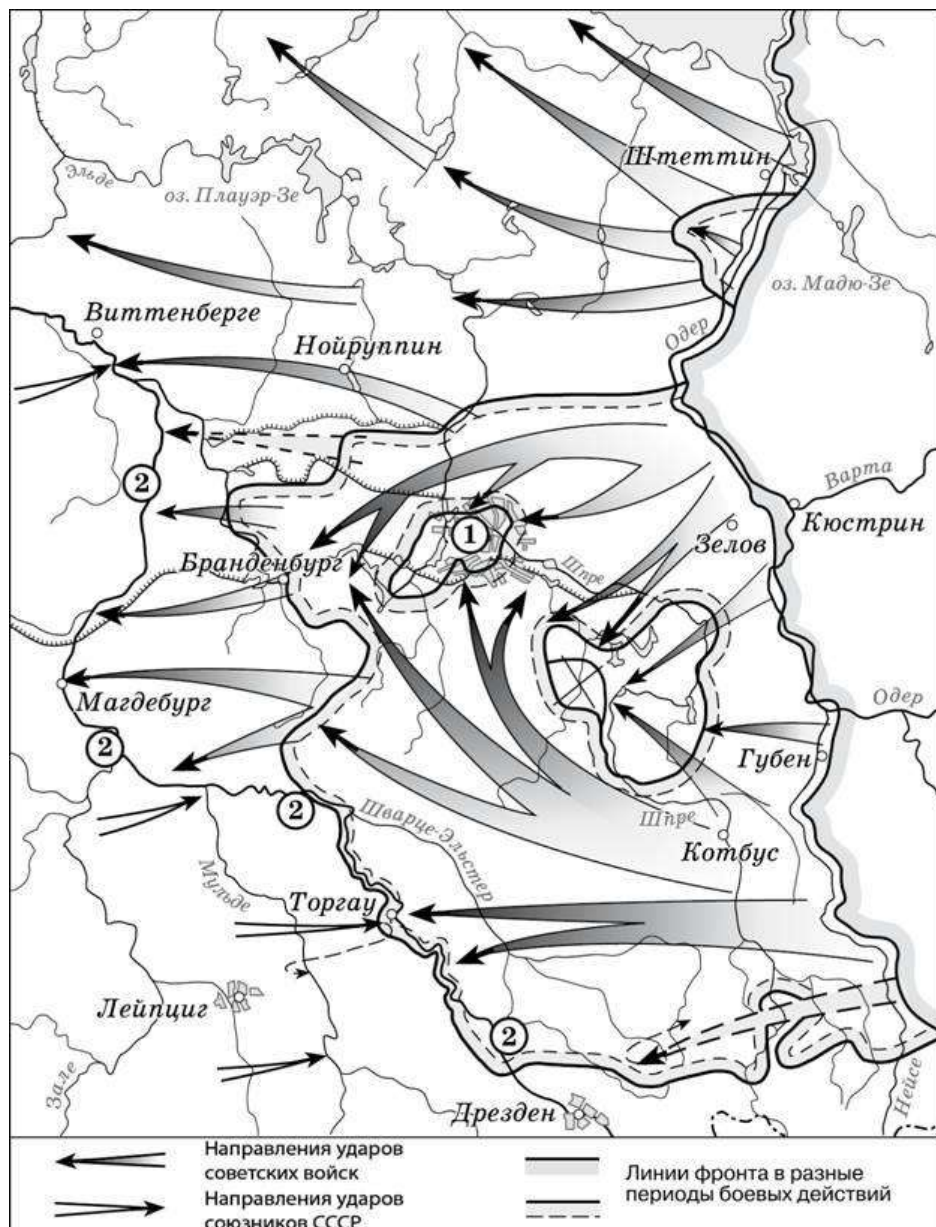 Штеттин
Эльде
оз. Плауэр-Зе
оз. Мадю-Зе
Виттенберге
Одер
Нойруппин
2
Варта
1
Кюстрин
Зелов
Бранденбург
Шпре
Магдебург
Одер
2
Губен
2
Шварце-Эльстер
Шпре
Котбус
Мульде
Торгау
Лейпциг
2
Зале
Дрезден
Нейсе
Направления ударов
советских войск
Направления ударов
союзников СССР
Линии фронта в разные
периоды боевых действий